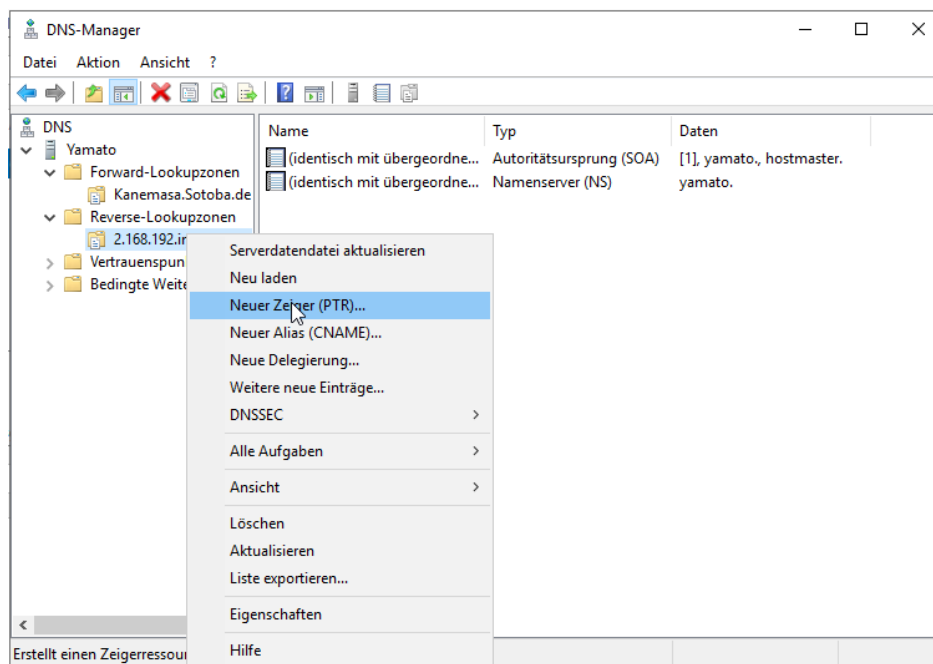 DNS-Manager
Datei Aktion Ansicht ?
DNS
Yamato
Forward-Lookupzonen
Kanemasa.Sotoba.de
Reverse-Lookupzonen
2.168.192.in
Vertrauenspun
Bedingte Weite
Name Typ Daten
(identisch mit übergeordne... Autoritätsursprung (SOA) [1], yamato., hostmaster.
(identisch mit übergeordne... Namenserver (NS) yamato.
Serverdatendatei aktualisieren
Neu laden
Neuer Zeiger (PTR)...
Neuer Alias (CNAME)...
Neue Delegierung...
Weitere neue Einträge...
DNSSEC
Alle Aufgaben
Ansicht
Löschen
Aktualisieren
Liste exportieren...
Eigenschaften
Hilfe
Erstellt einen Zeigerressour